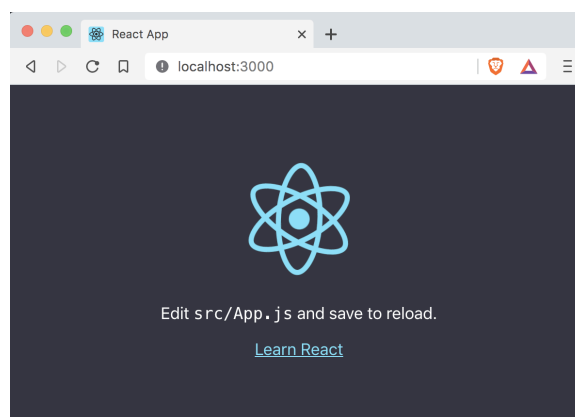 React App
localhost:3000
Edit src/App.js and save to reload.
Learn React